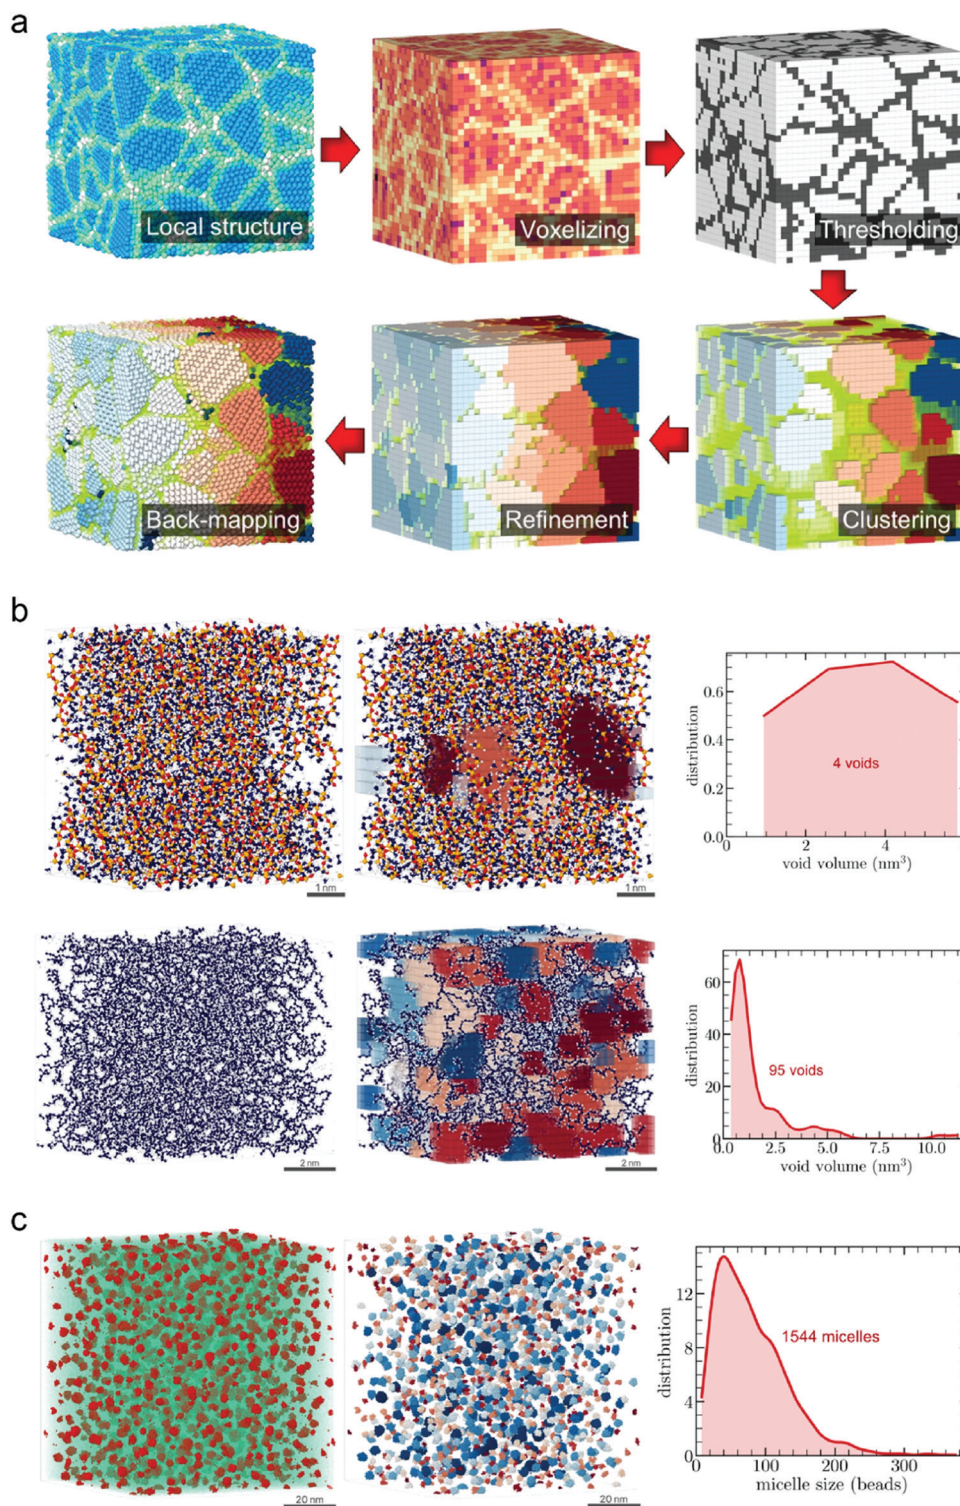 a
Local structure
Voxelizing
Thresholding
Back-mapping
Refinement
Clustering
b
1 nm
1 nm
distribution
0.6
0.4
0.2
0.0
4 voids
0
2
4
void volume (nm³)
2 nm
2 nm
distribution
60
40
20
0
95 voids
0.0
2.5
5.0
7.5
10.0
void volume (nm³)
c
20 nm
20 nm
distribution
12
8
4
0
1544 micelles
0
100
200
300
micelle size (beads)